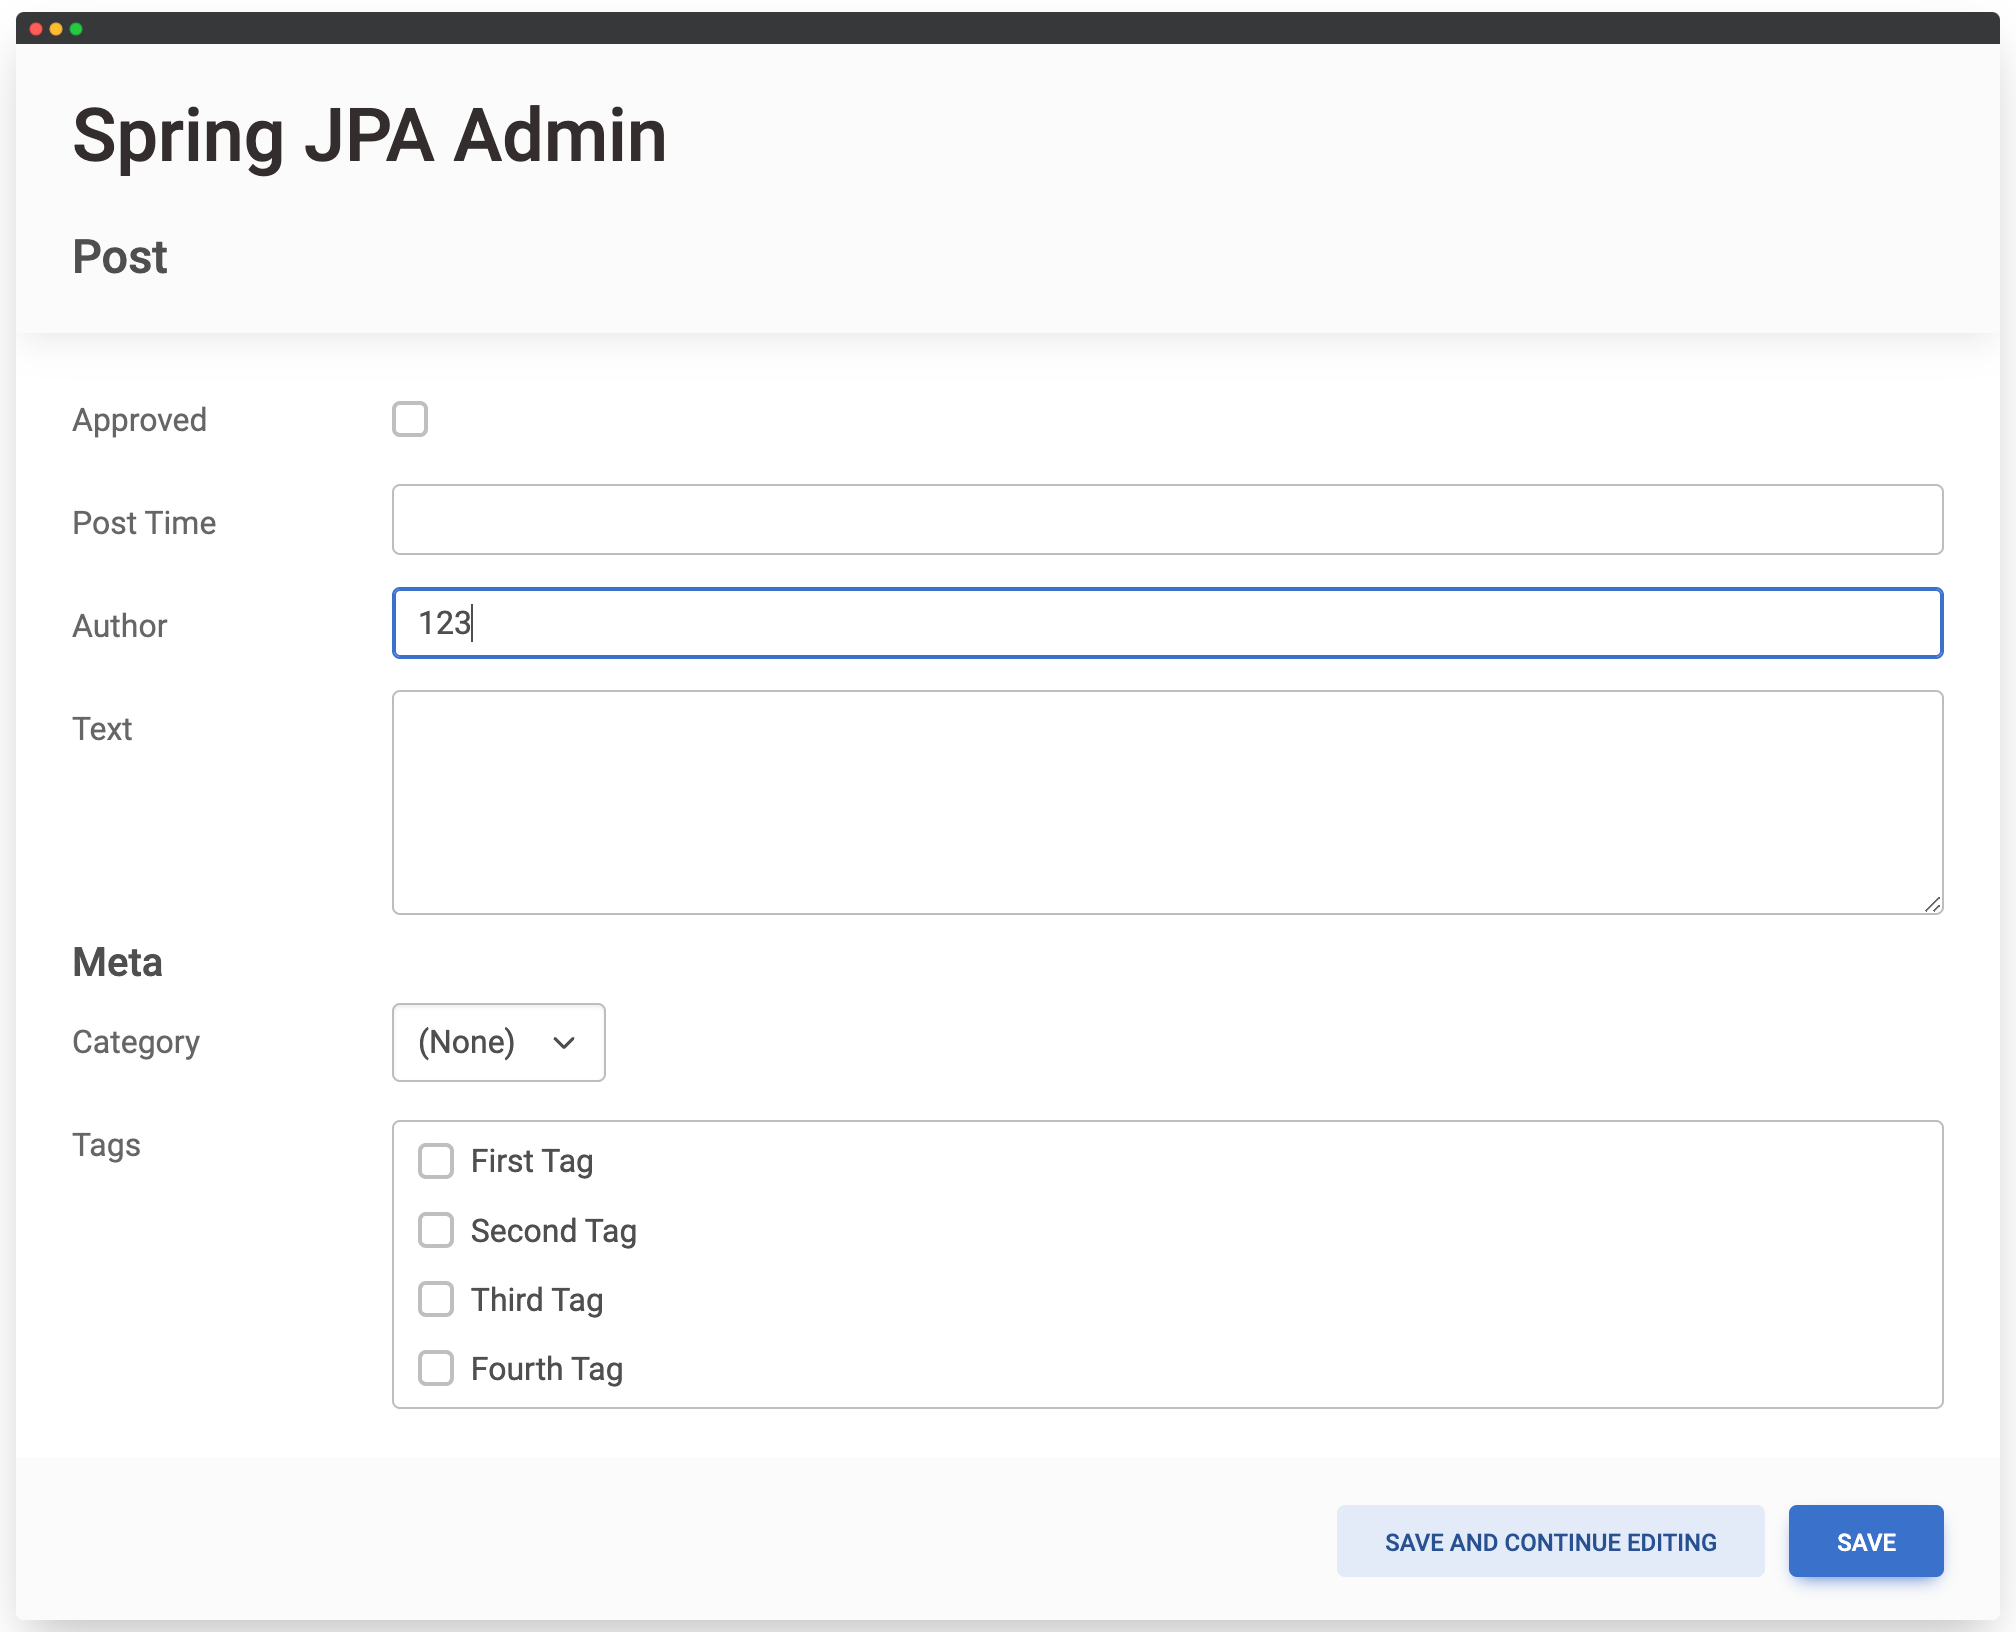 Spring JPA Admin
Post
Approved
Post Time
Author 123
Text
Meta
Category (None)
Tags
First Tag
Second Tag
Third Tag
Fourth Tag
SAVE AND CONTINUE EDITING SAVE